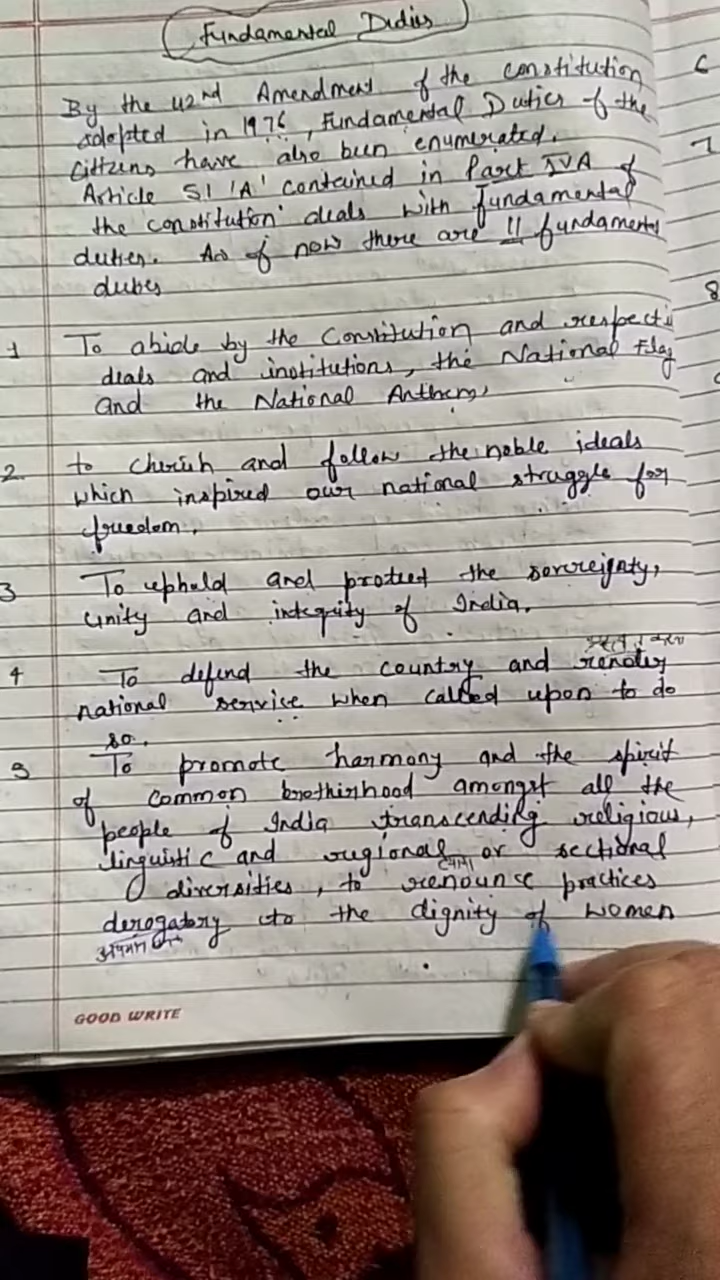 Fundamental Duties
By the 42nd Amendment of the constitution
adopted in 1976, Fundamental Duties of the
Citizens have also been enumerated.
Article 51 'A' contained in Part IVA of
the constitution deals with fundamental
duties. As of now there are 11 fundamental
duties
1 To abide by the Constitution and respect i
deals and institutions, the National Flag
and the National Anthem,
2. to cherish and follow the noble ideals
which inspired our national struggle for
freedom.
3 To uphold and protect the sovereignty,
unity and integrity of India.
4 To defend the country and render
national service when called upon to do
so.
5 To promote harmony and the spirit
of common brotherhood amongst all the
people of India transcending religious,
linguistic and regional or sectional
त्याग
diversities, to renounce practices
derogatory to the dignity of women
GOOD WRITE
6
7
8